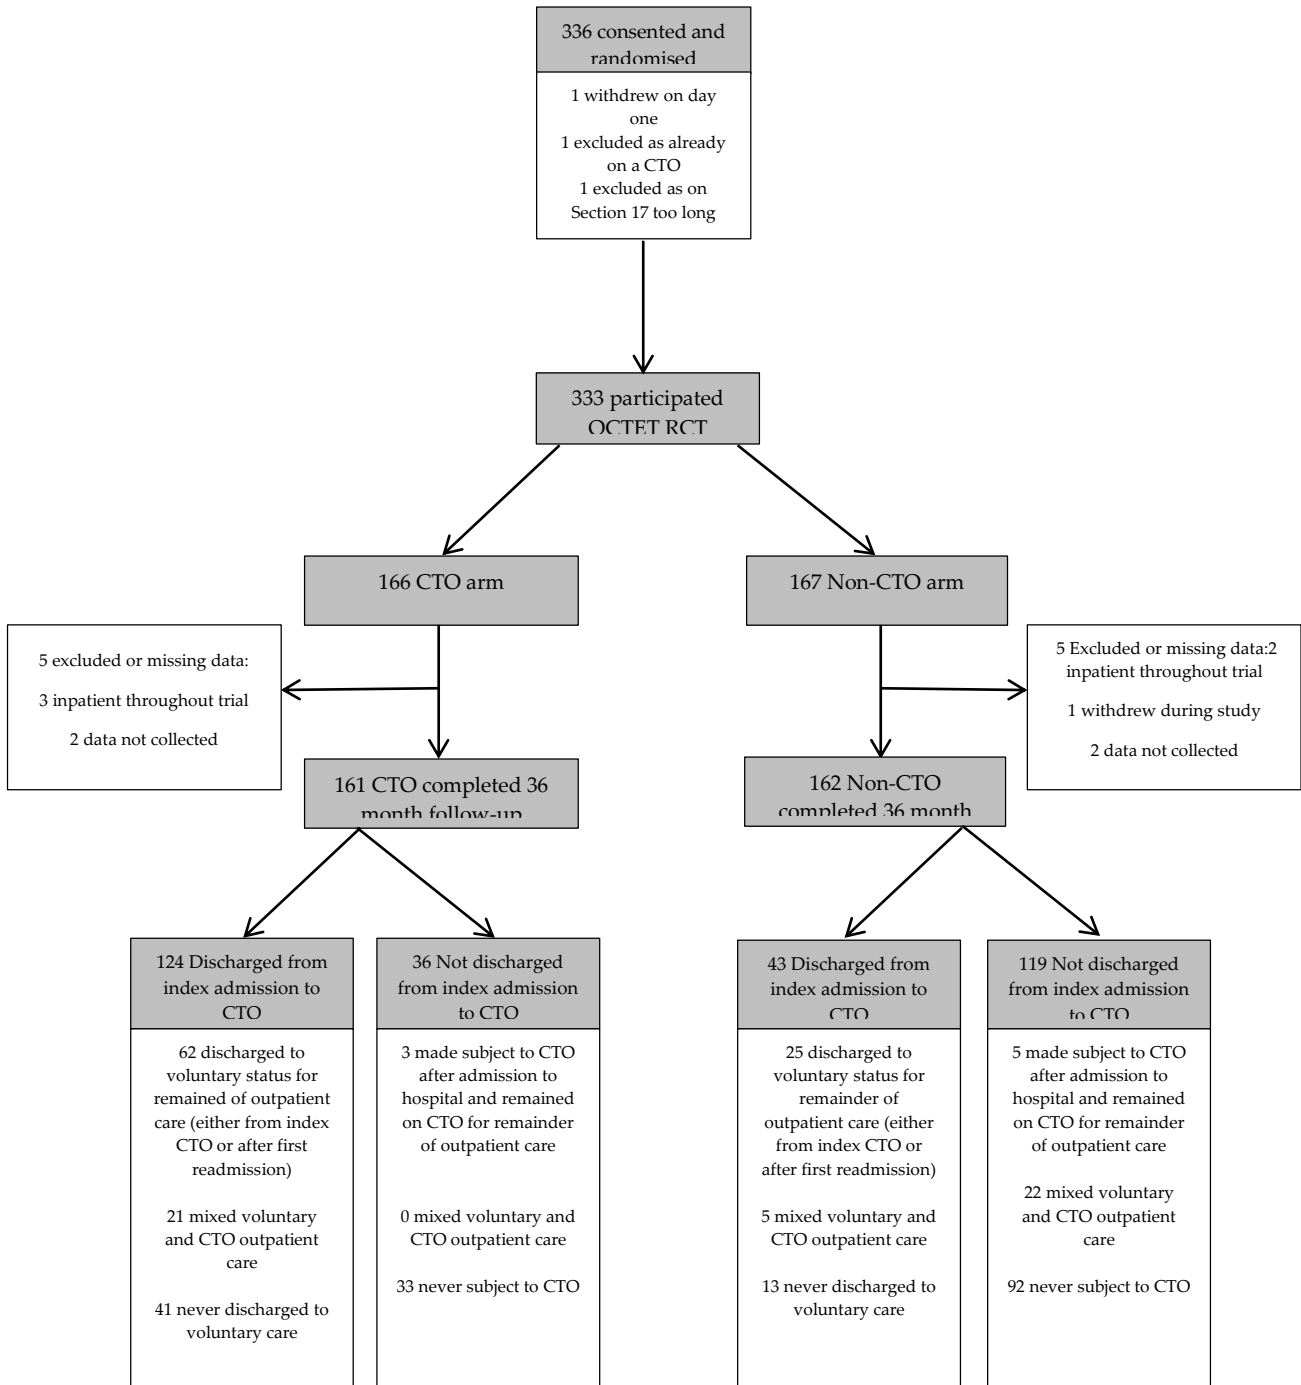 336 consented and
randomised
1 withdrew on day
one
1 excluded as already
on a CTO
1 excluded as on
Section 17 too long
333 participated
OCTET RCT
166 CTO arm
167 Non-CTO arm
5 excluded or missing data:
3 inpatient throughout trial
2 data not collected
5 Excluded or missing data:2
inpatient throughout trial
1 withdrew during study
2 data not collected
161 CTO completed 36
month follow-up
162 Non-CTO
completed 36 month
124 Discharged from
index admission to
CTO
62 discharged to
voluntary status for
remained of outpatient
care (either from index
CTO or after first
readmission)
21 mixed voluntary
and CTO outpatient
care
41 never discharged to
voluntary care
36 Not discharged
from index admission
to CTO
3 made subject to CTO
after admission to
hospital and remained
on CTO for remainder
of outpatient care
0 mixed voluntary and
CTO outpatient care
33 never subject to CTO
43 Discharged from
index admission to
CTO
25 discharged to
voluntary status for
remainder of
outpatient care (either
from index CTO or
after first readmission)
5 mixed voluntary and
CTO outpatient care
13 never discharged to
voluntary care
119 Not discharged
from index admission
to CTO
5 made subject to CTO
after admission to
hospital and remained
on CTO for remainder
of outpatient care
22 mixed voluntary
and CTO outpatient
care
92 never subject to CTO